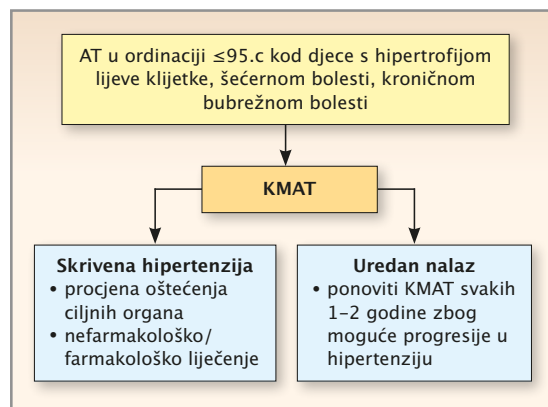 AT u ordinaciji ≤95.c kod djece s hipertrofijom
lijeve klijetke, šećernom bolesti, kroničnom
bubrežnom bolesti
KMAT
Skrivena hipertenzija
• procjena oštećenja
ciljnih organa
• nefarmakološko/
farmakološko liječenje
Uredan nalaz
• ponoviti KMAT svakih
1–2 godine zbog
moguće progresije u
hipertenziju